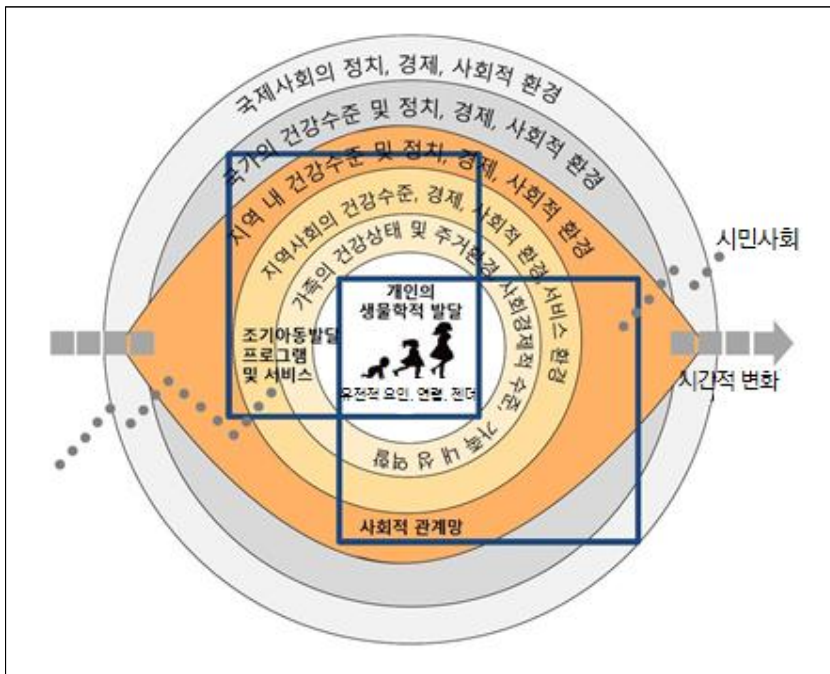 국제사회의 정치, 경제, 사회적 환경
국가의 건강수준 및 정치, 경제, 사회적 환경
지역 내 건강수준 및 정치, 경제, 사회적 환경
지역사회의 건강수준, 경제, 사회적 환경, 서비스 환경
가족의 건강상태 및 주거환경, 사회경제적 수준, 가족 내 성 역할
시민사회
개인의
생물학적 발달
조기아동발달
프로그램
및 서비스
유전적 요인, 연령, 젠더
시간적 변화
사회적 관계망